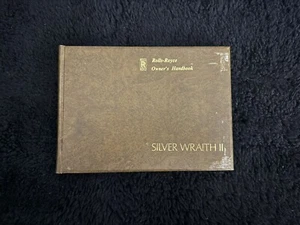 Rolls-Royce
Owner's Handbook
SILVER WRAITH II